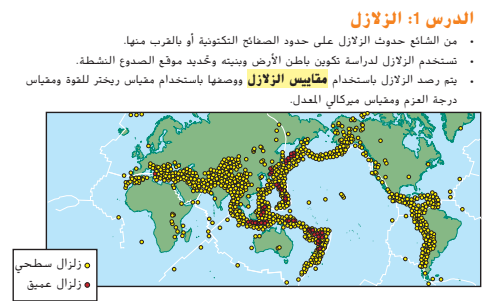 الدرس 1: الزلازل
• من الشائع حدوث الزلازل على حدود الصفائح التكتونية أو بالقرب منها.
• تستخدم الزلازل لدراسة تكوين باطن الأرض وبنيته وتحديد موقع الصدوع النشطة.
• يتم رصد الزلازل باستخدام مقاييس الزلازل ووصفها باستخدام مقياس ريختر للقوة ومقياس
درجة العزم ومقياس ميركالي المعدل.
زلزال سطحي
زلزال عميق